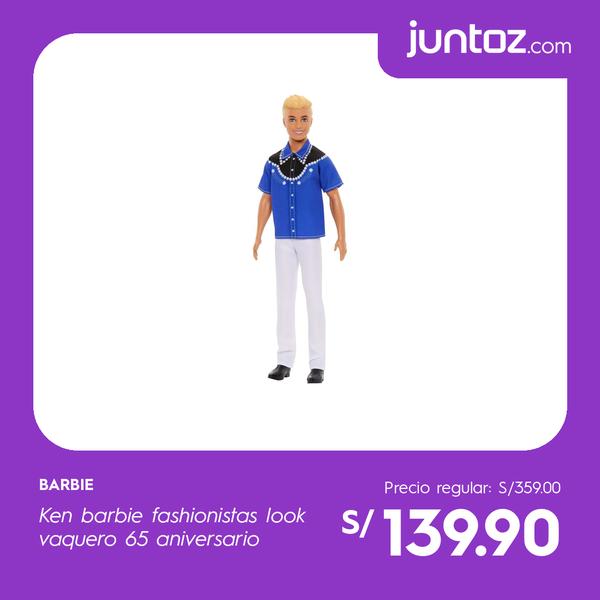 juntoz.com
BARBIE
Ken barbie fashionistas look
vaquero 65 aniversario
Precio regular: S/359.00
S/139.90